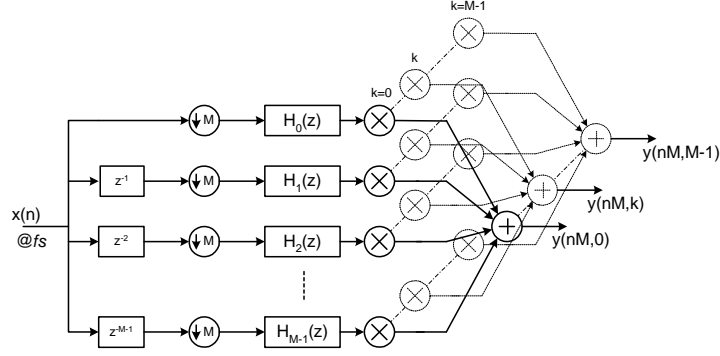 k=M-1
k
k=0
M
H0(z)
y(nM,M-1)
z-1
M
H1(z)
x(n)
@fs
y(nM,k)
z-2
M
H2(z)
y(nM,0)
z-M-1
M
HM-1(z)